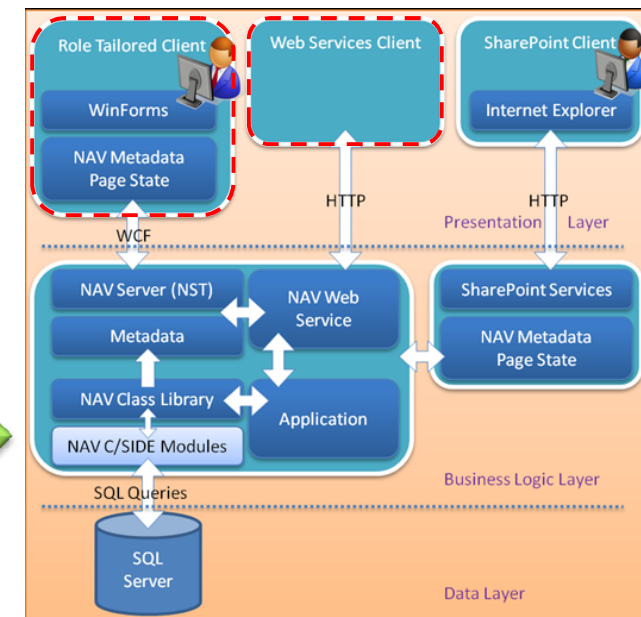 Role Tailored Client
Web Services Client
SharePoint Client
WinForms
Internet Explorer
NAV Metadata
Page State
HTTP
HTTP
Presentation Layer
WCF
NAV Server (NST)
NAV Web
Service
SharePoint Services
Metadata
NAV Metadata
Page State
NAV Class Library
Application
NAV C/SIDE Modules
Business Logic Layer
SQL Queries
SQL
Server
Data Layer